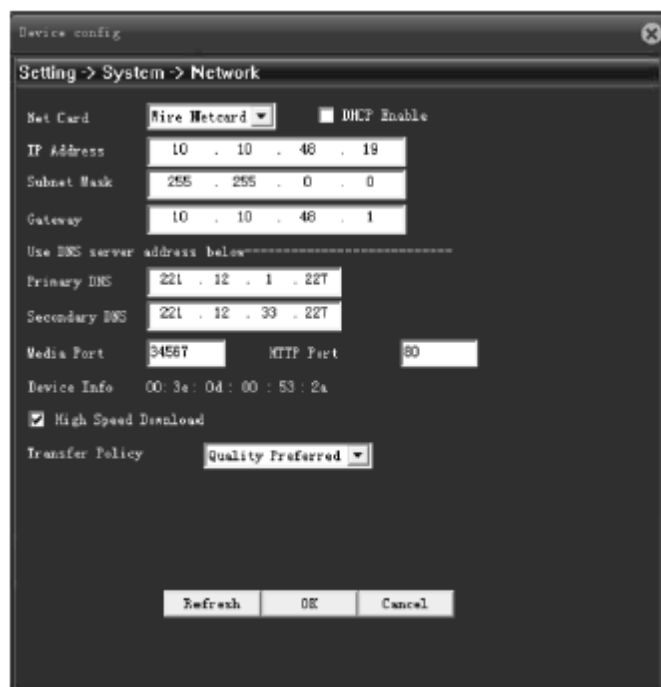 Device config
Setting -> System -> Network
Net Card Wire Netcard DHCP Enable
IP Address 10 . 10 . 48 . 19
Subnet Mask 255 . 255 . 0 . 0
Gateway 10 . 10 . 48 . 1
Use DNS server address below----------------------------
Primary DNS 221 . 12 . 1 . 227
Secondary DNS 221 . 12 . 33 . 227
Media Port 34567 HTTP Port 80
Device Info 00: 3e: 0d: 00 : 53 : 2a
High Speed Download
Transfer Policy Quality Preferred
Refresh OK Cancel